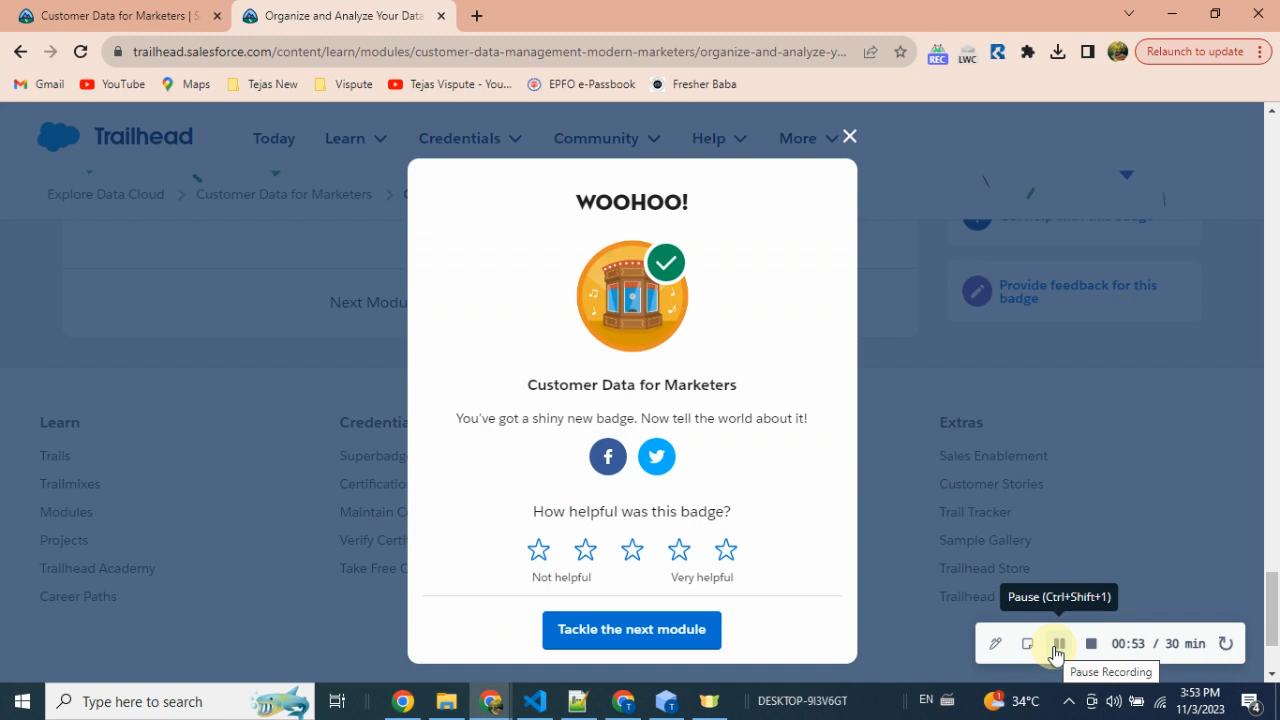 Customer Data for Marketers | S
Organize and Analyze Your Data
trailhead.salesforce.com/content/learn/modules/customer-data-management-modern-marketers/organize-and-analyze-y...
REC
LWC
Relaunch to update
Gmail
YouTube
Maps
Tejas New
Vispute
Tejas Vispute - You...
EPFO e-Passbook
Fresher Baba
Trailhead
Today
Learn
Credentials
Community
Help
More
Explore Data Cloud
Customer Data for Marketers
WOOHOO!
Customer Data for Marketers
You've got a shiny new badge. Now tell the world about it!
How helpful was this badge?
Not helpful
Very helpful
Tackle the next module
Provide feedback for this
badge
Next Modu
Learn
Trails
Trailmixes
Modules
Projects
Trailhead Academy
Career Paths
Credentia
Superbadg
Certificatio
Maintain C
Verify Certi
Take Free C
Extras
Sales Enablement
Customer Stories
Trail Tracker
Sample Gallery
Trailhead Store
Trailhead
Pause (Ctrl+Shift+1)
00:53 / 30 min
Pause Recording
Type here to search
DESKTOP-9I3V6GT
EN
1
34°C
3:53 PM
11/3/2023
4